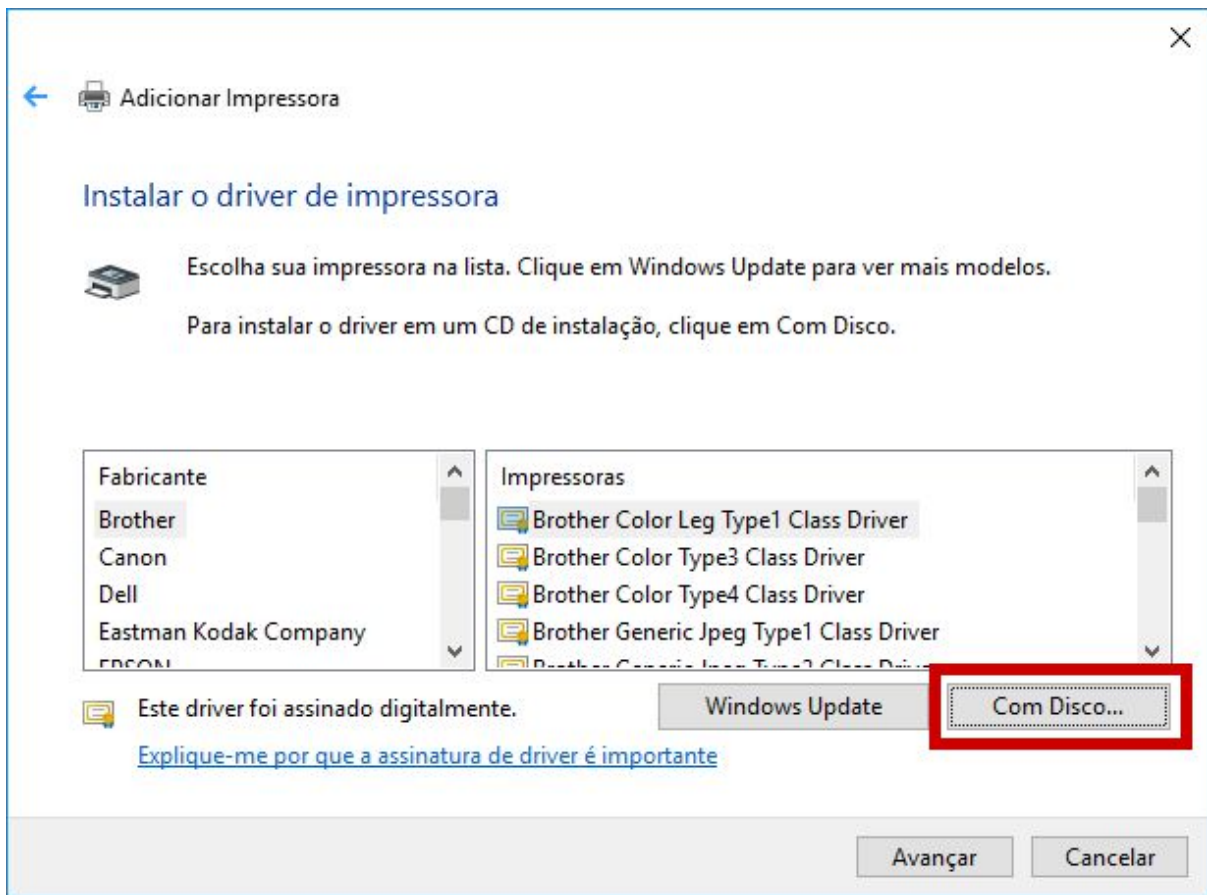 Adicionar Impressora
Instalar o driver de impressora
Escolha sua impressora na lista. Clique em Windows Update para ver mais modelos.
Para instalar o driver em um CD de instalação, clique em Com Disco.
Fabricante
Brother
Canon
Dell
Eastman Kodak Company
EPSON
Impressoras
Brother Color Leg Type1 Class Driver
Brother Color Type3 Class Driver
Brother Color Type4 Class Driver
Brother Generic Jpeg Type1 Class Driver
Brother Generic Jpeg
Este driver foi assinado digitalmente.
Windows Update
Com Disco...
Explique-me por que a assinatura de driver é importante
Avançar
Cancelar